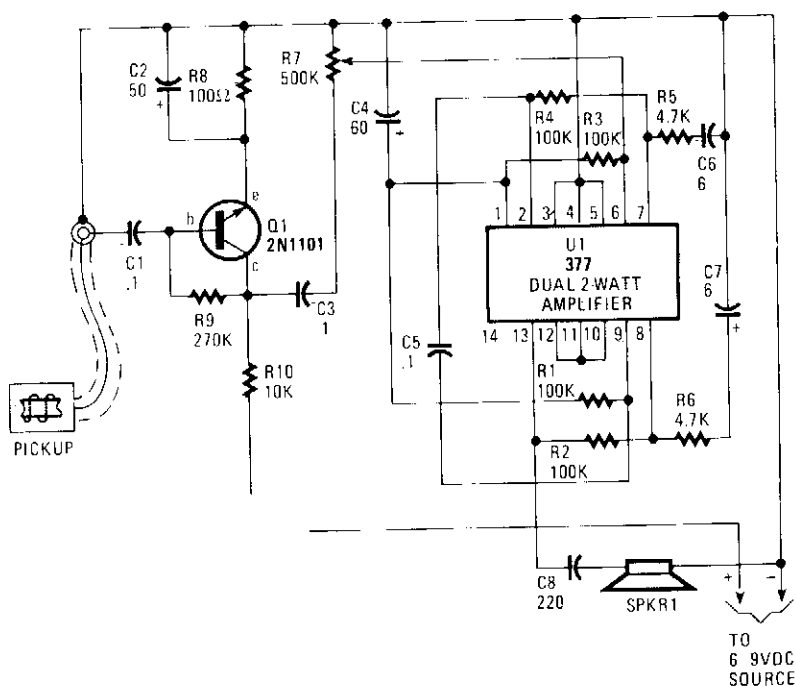 C2
50
R8
100Ω
R7
500K
C4
60
R4
100K
R3
100K
R5
4.7K
C6
6
e
b
c
Q1
2N1101
C1
.1
R9
270K
C3
1
R10
10K
PICKUP
1 2 3 4 5 6 7
U1
377
DUAL 2-WATT
AMPLIFIER
14 13 12 11 10 9 8
C7
6
C5
.1
R1
100K
R6
4.7K
R2
100K
C8
220
SPKR1
+ −
TO
6 9VDC
SOURCE